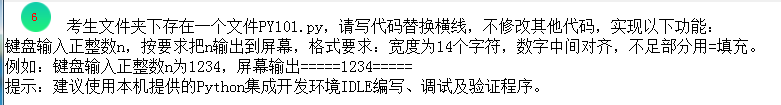 6 考生文件夹下存在一个文件PY101.py，请写代码替换横线，不修改其他代码，实现以下功能：
键盘输入正整数n，按要求把n输出到屏幕，格式要求：宽度为14个字符，数字中间对齐，不足部分用=填充。
例如：键盘输入正整数n为1234，屏幕输出=====1234=====
提示：建议使用本机提供的Python集成开发环境IDLE编写、调试及验证程序。